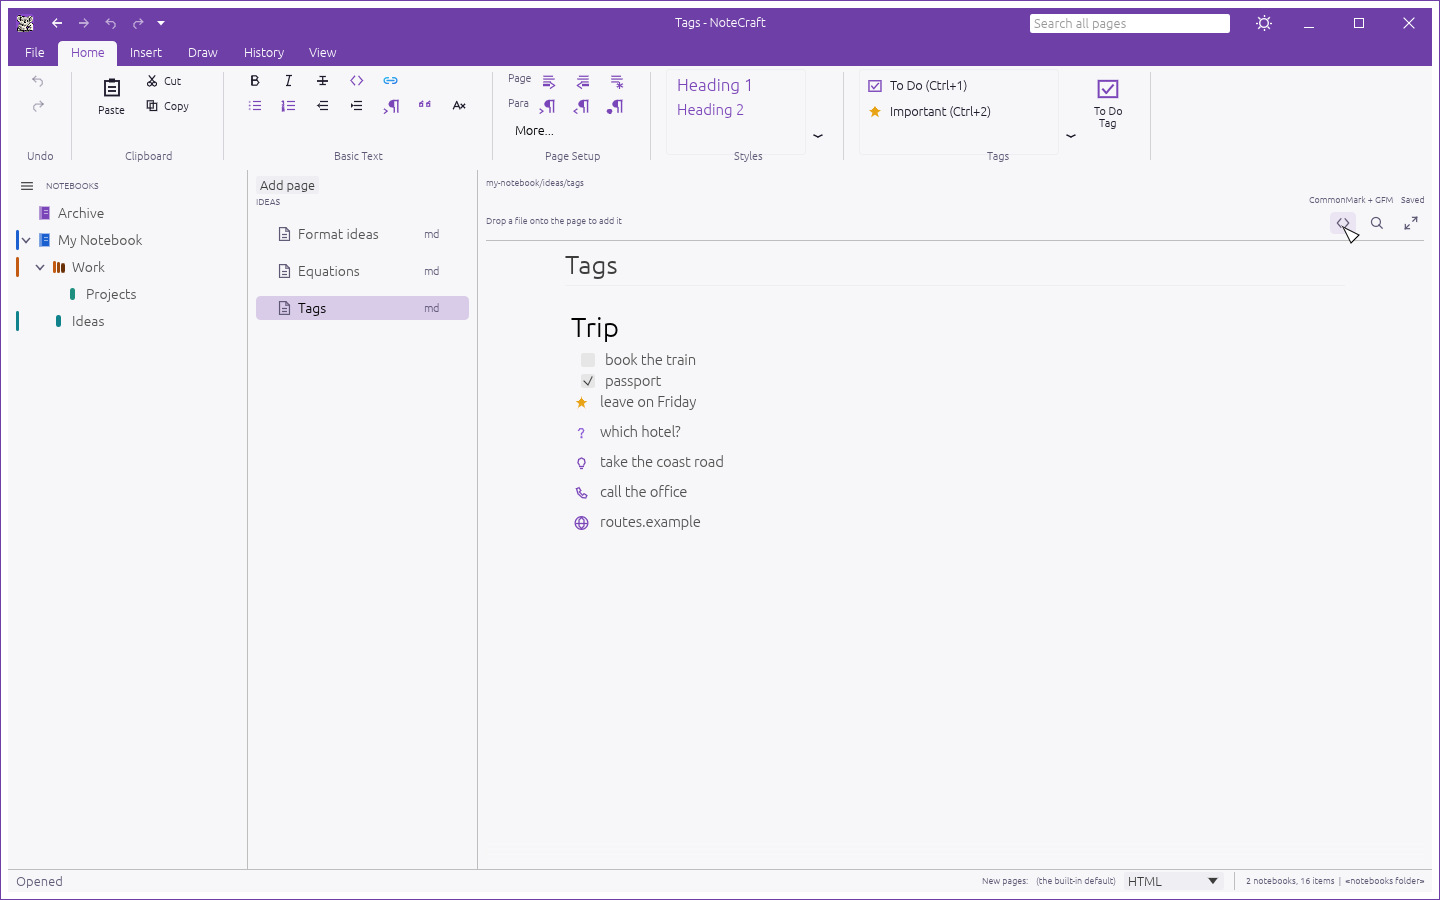 Tags - NoteCraft
Search all pages
File Home Insert Draw History View
Paste
Cut
Copy
Page
Para
More...
Heading 1
Heading 2
To Do (Ctrl+1)
Important (Ctrl+2)
To Do
Tag
Undo Clipboard Basic Text Page Setup Styles Tags
NOTEBOOKS
Archive
My Notebook
Work
Projects
Ideas
Add page
IDEAS
Format ideas md
Equations md
Tags md
my-notebook/ideas/tags
CommonMark + GFM Saved
Drop a file onto the page to add it
Tags
Trip
book the train
passport
leave on Friday
which hotel?
take the coast road
call the office
routes.example
Opened
New pages: (the built-in default) HTML
2 notebooks, 16 items | «notebooks folder»